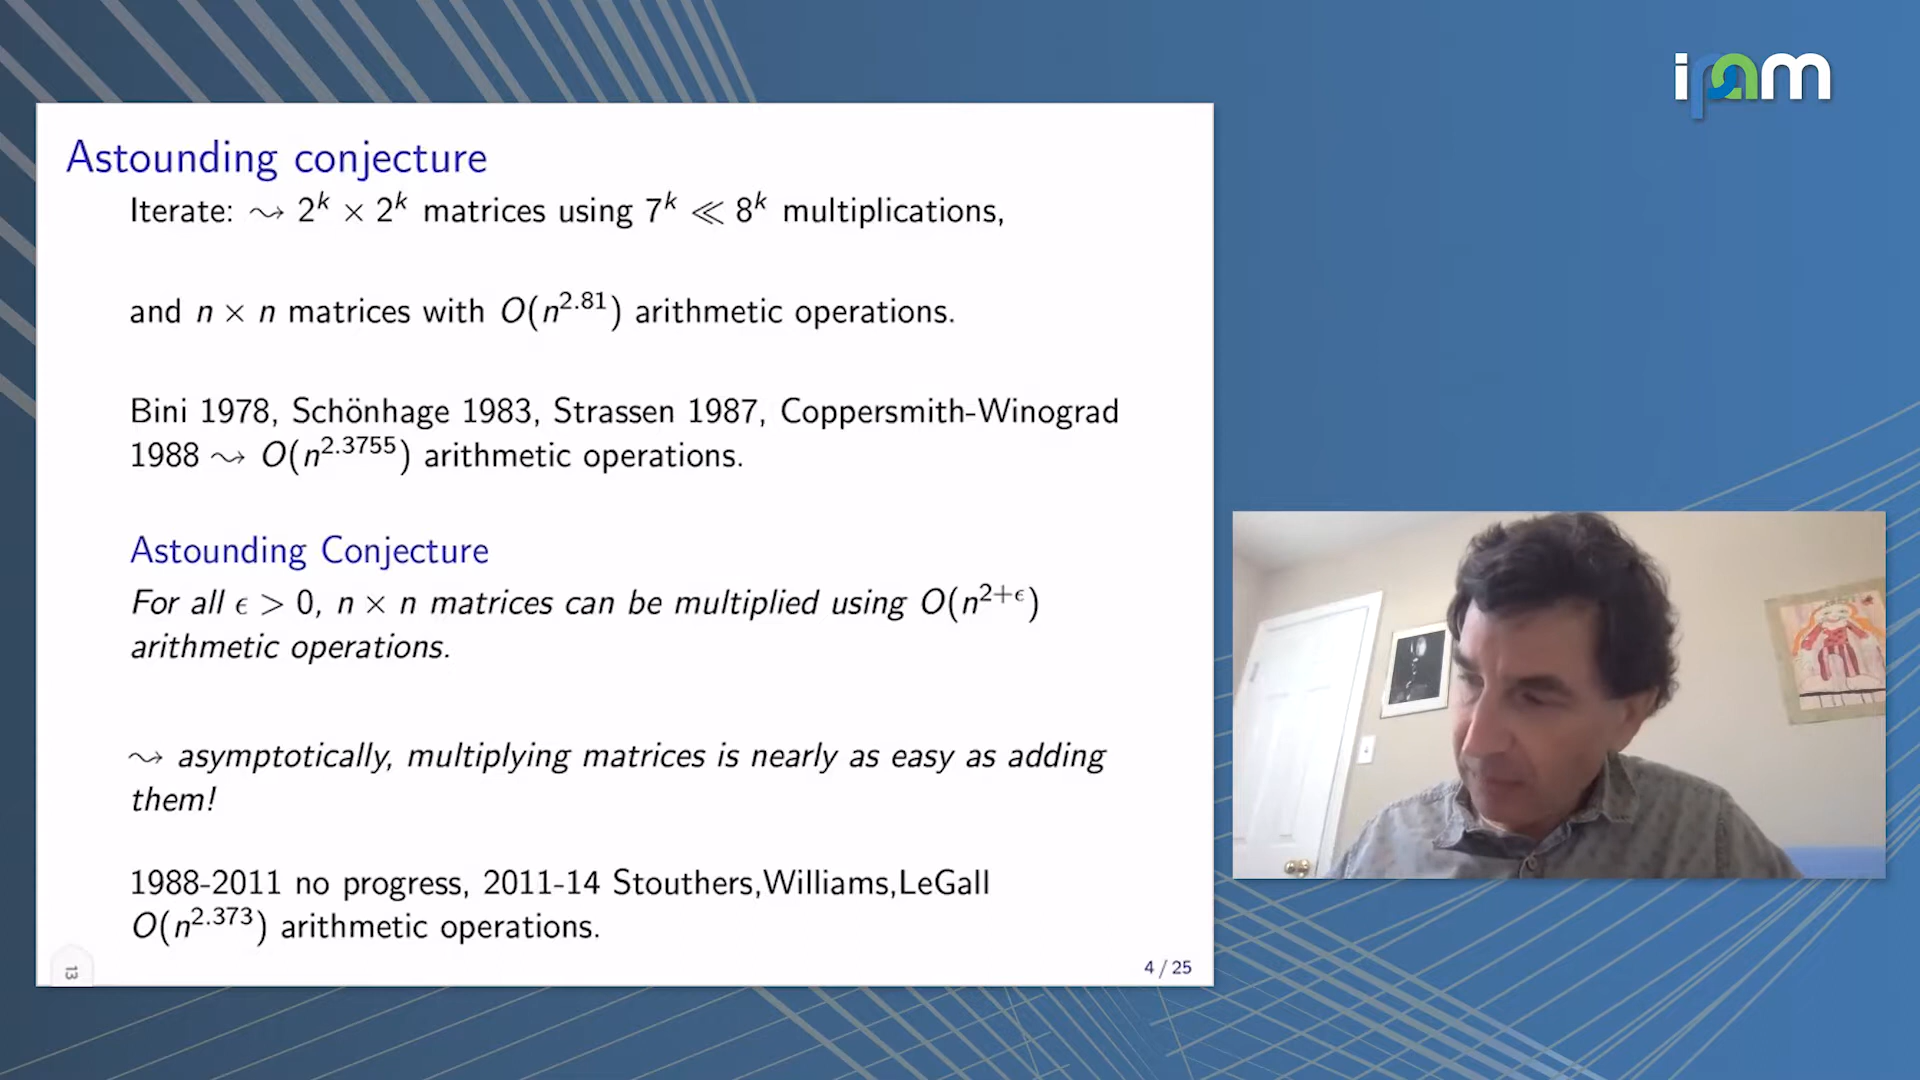 ipam
Astounding conjecture
Iterate: ⇝ 2^k × 2^k matrices using 7^k ≪ 8^k multiplications,
and n × n matrices with O(n^2.81) arithmetic operations.
Bini 1978, Schönhage 1983, Strassen 1987, Coppersmith-Winograd
1988 ⇝ O(n^2.3755) arithmetic operations.
Astounding Conjecture
For all ϵ > 0, n × n matrices can be multiplied using O(n^{2+ϵ})
arithmetic operations.
⇝ asymptotically, multiplying matrices is nearly as easy as adding
them!
1988-2011 no progress, 2011-14 Stouthers,Williams,LeGall
O(n^2.373) arithmetic operations.
13
4 / 25